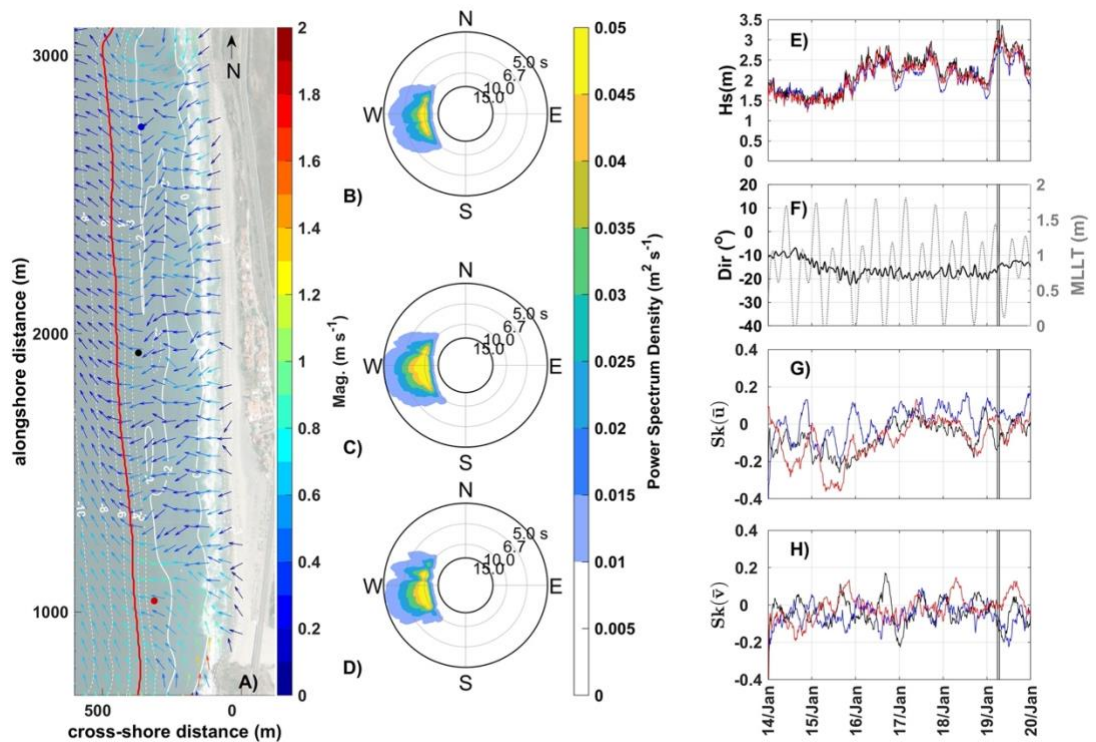 3100
2000
1000
alongshore distance (m)
500
0
cross-shore distance (m)
N
A)
2
1.8
1.6
1.4
1.2
1
0.8
0.6
0.4
0.2
0
Mag. (m s⁻¹)
N
W
E
S
5.0 s
6.7
10.0
15.0
B)
N
W
E
S
5.0 s
6.7
10.0
15.0
C)
N
W
E
S
5.0 s
6.7
10.0
15.0
D)
0.05
0.045
0.04
0.035
0.03
0.025
0.02
0.015
0.01
0.005
0
Power Spectrum Density (m² s⁻¹)
E)
Hs(m)
3.5
3
2.5
2
1.5
1
0.5
0
F)
Dir (°)
20
10
0
-10
-20
-30
-40
2
1.5
1
0.5
0
MLLT (m)
G)
Sk(ū)
0.4
0.2
0
-0.2
-0.4
H)
Sk(v̄)
0.4
0.2
0
-0.2
-0.4
14/Jan
15/Jan
16/Jan
17/Jan
18/Jan
19/Jan
20/Jan